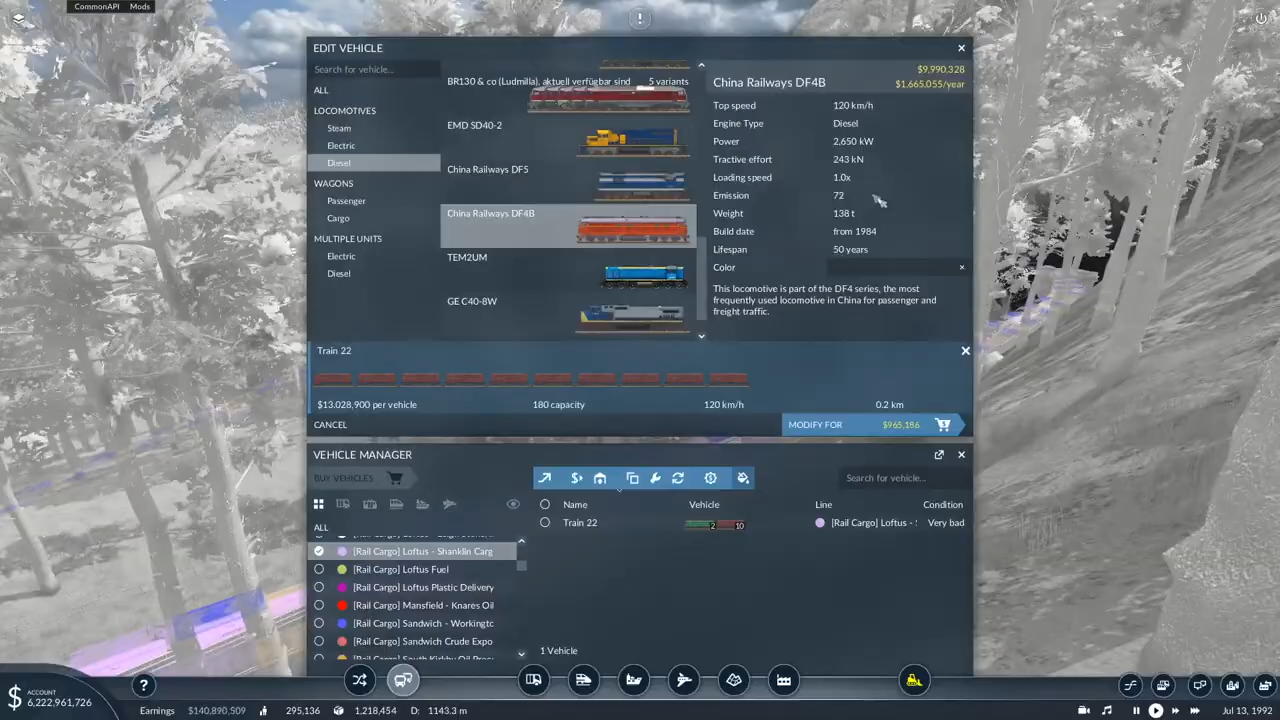 CommonAPI Mods
EDIT VEHICLE
Search for vehicle...
ALL
LOCOMOTIVES
Steam
Electric
Diesel
WAGONS
Passenger
Cargo
MULTIPLE UNITS
Electric
Diesel
BR130 & co (Ludmilla), aktuell verfügbar sind 5 variants
EMD SD40-2
China Railways DF5
China Railways DF4B
TEM2UM
GE C40-8W
China Railways DF4B
$9,990,328
$1,665,055/year
Top speed 120 km/h
Engine Type Diesel
Power 2,650 kW
Tractive effort 243 kN
Loading speed 1.0x
Emission 72
Weight 138 t
Build date from 1984
Lifespan 50 years
Color
This locomotive is part of the DF4 series, the most
frequently used locomotive in China for passenger and
freight traffic.
Train 22
$13.028,900 per vehicle 180 capacity 120 km/h 0.2 km
CANCEL
MODIFY FOR $965,186
VEHICLE MANAGER
BUY VEHICLES
Search for vehicle...
ALL
[Rail Cargo] Loftus - Shanklin Carg
[Rail Cargo] Loftus Fuel
[Rail Cargo] Loftus Plastic Delivery
[Rail Cargo] Mansfield - Knares Oil
[Rail Cargo] Sandwich - Workingtc
[Rail Cargo] Sandwich Crude Expo
Name Vehicle Line Condition
Train 22 2 10 [Rail Cargo] Loftus - Very bad
1 Vehicle
$ ACCOUNT
6,222,961,726
?
Earnings $140,890,509 295,136 1,218,454 D: 1143.3 m
Jul 13, 1992